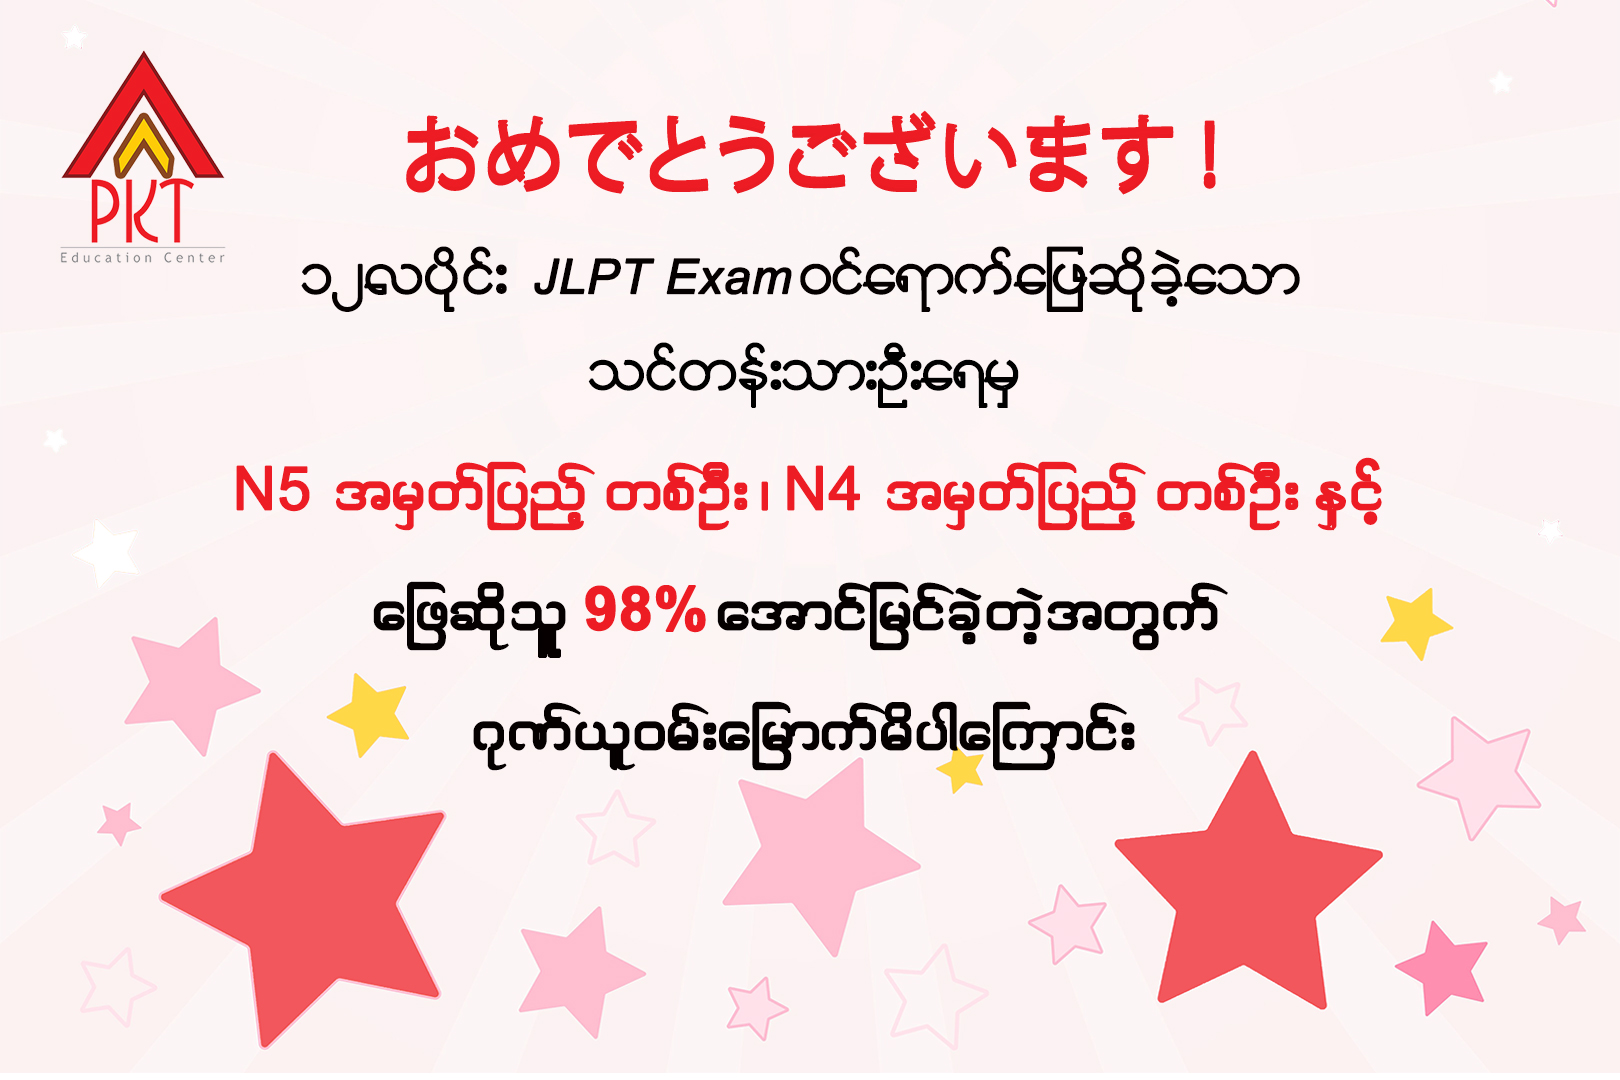 PKT
Education Center
おめでとうございます！
၁၂လပိုင်း JLPT Exam ဝင်ရောက်ဖြေဆိုခဲ့သော
သင်တန်းသားဦးရေမှ
N5 အမှတ်ပြည့် တစ်ဦး၊ N4 အမှတ်ပြည့် တစ်ဦး နှင့်
ဖြေဆိုသူ 98% အောင်မြင်ခဲ့တဲ့အတွက်
ဂုဏ်ယူဝမ်းမြောက်မိပါကြောင်း